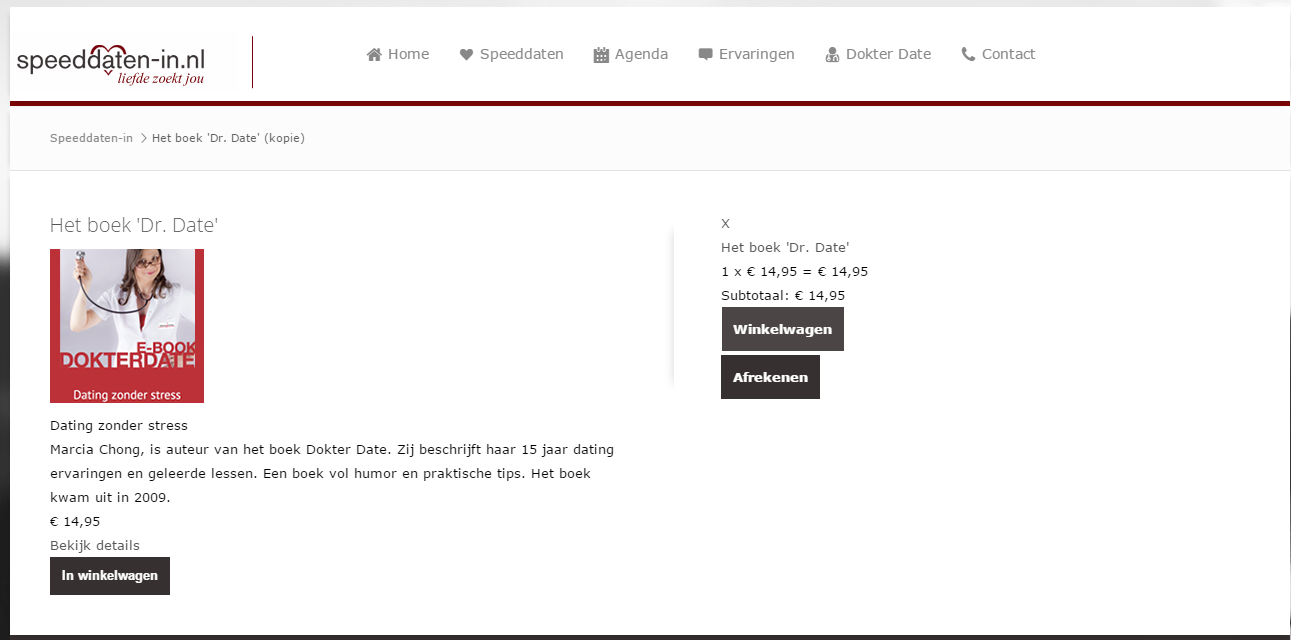 speeddaten-in.nl
liefde zoekt jou
Home Speeddaten Agenda Ervaringen Dokter Date Contact
Speeddaten-in > Het boek 'Dr. Date' (kopie)
Het boek 'Dr. Date'
E-BOOK
DOKTERDATE
Dating zonder stress
Dating zonder stress
Marcia Chong, is auteur van het boek Dokter Date. Zij beschrijft haar 15 jaar dating
ervaringen en geleerde lessen. Een boek vol humor en praktische tips. Het boek
kwam uit in 2009.
€ 14,95
Bekijk details
In winkelwagen
X
Het boek 'Dr. Date'
1 x € 14,95 = € 14,95
Subtotaal: € 14,95
Winkelwagen
Afrekenen